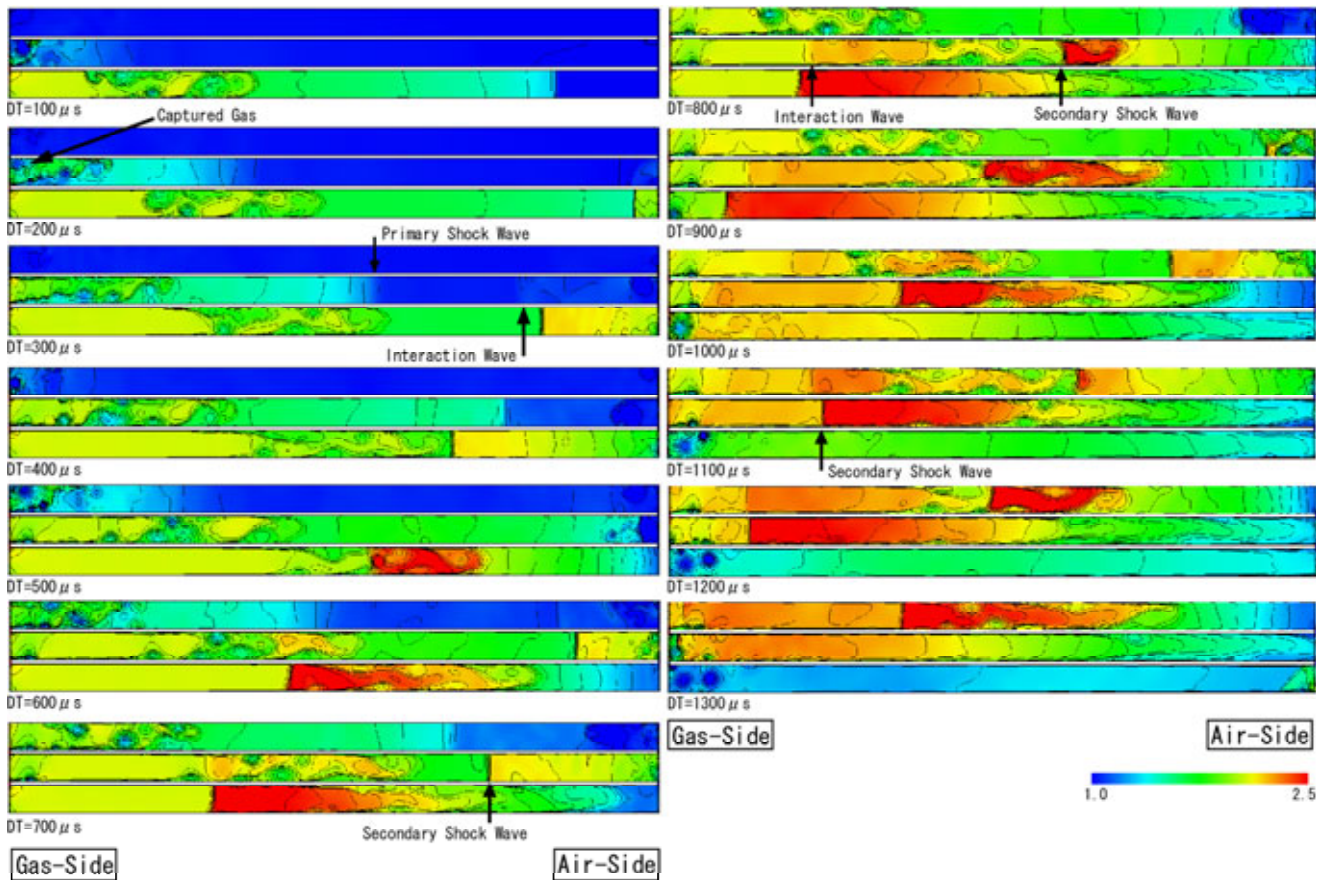 DT=100μs
Captured Gas
DT=200μs
Primary Shock Wave
DT=300μs
Interaction Wave
DT=400μs
DT=500μs
DT=600μs
DT=700μs
Secondary Shock Wave
Gas-Side
Air-Side
DT=800μs
Interaction Wave
Secondary Shock Wave
DT=900μs
DT=1000μs
DT=1100μs
Secondary Shock Wave
DT=1200μs
DT=1300μs
Gas-Side
Air-Side
1.0
2.5